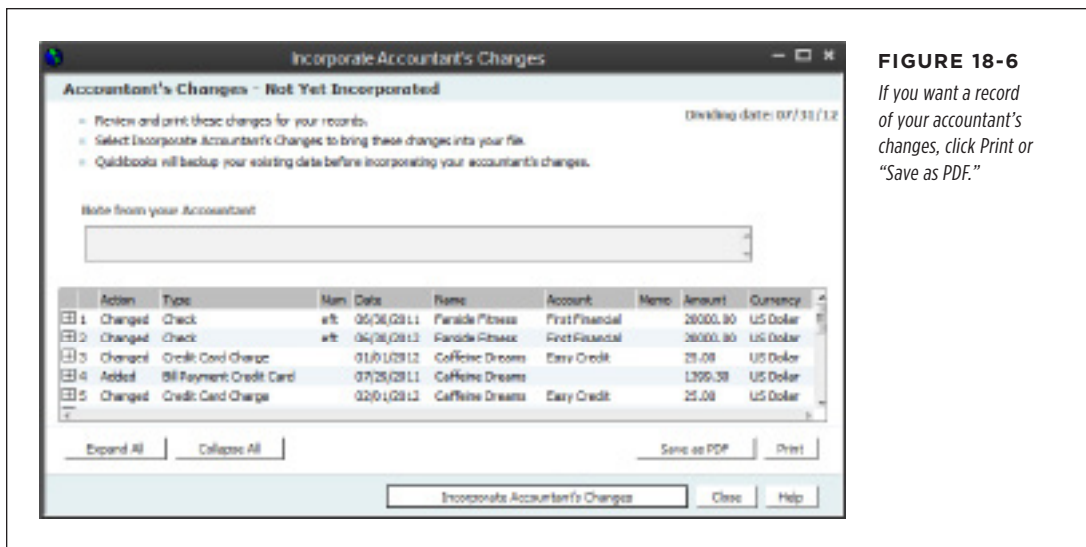 Incorporate Accountant's Changes
Accountant's Changes - Not Yet Incorporated
Dividing date: 07/31/12
Review and print these changes for your records.
Select Incorporate Accountant's Changes to bring these changes into your file.
Quickbooks will backup your existing data before incorporating your accountant's changes.
Note from your Accountant
Action Type Num Date Name Account Memo Amount Currency
1 Changed Check eft 06/30/2011 Farside Fitness First Financial 20000.00 US Dollar
2 Changed Check eft 06/30/2012 Farside Fitness First Financial 20000.00 US Dollar
3 Changed Credit Card Charge 01/01/2012 Caffeine Dreams Easy Credit 25.00 US Dollar
4 Added Bill Payment Credit Card Caffeine Dreams US Dollar
5 Changed Credit Card Charge 02/01/2012 Caffeine Dreams Easy Credit 25.00 US Dollar
Expand All Collapse All Save as PDF Print
Incorporate Accountant's Changes Close Help
FIGURE 18-6
If you want a record
of your accountant's
changes, click Print or
“Save as PDF.”